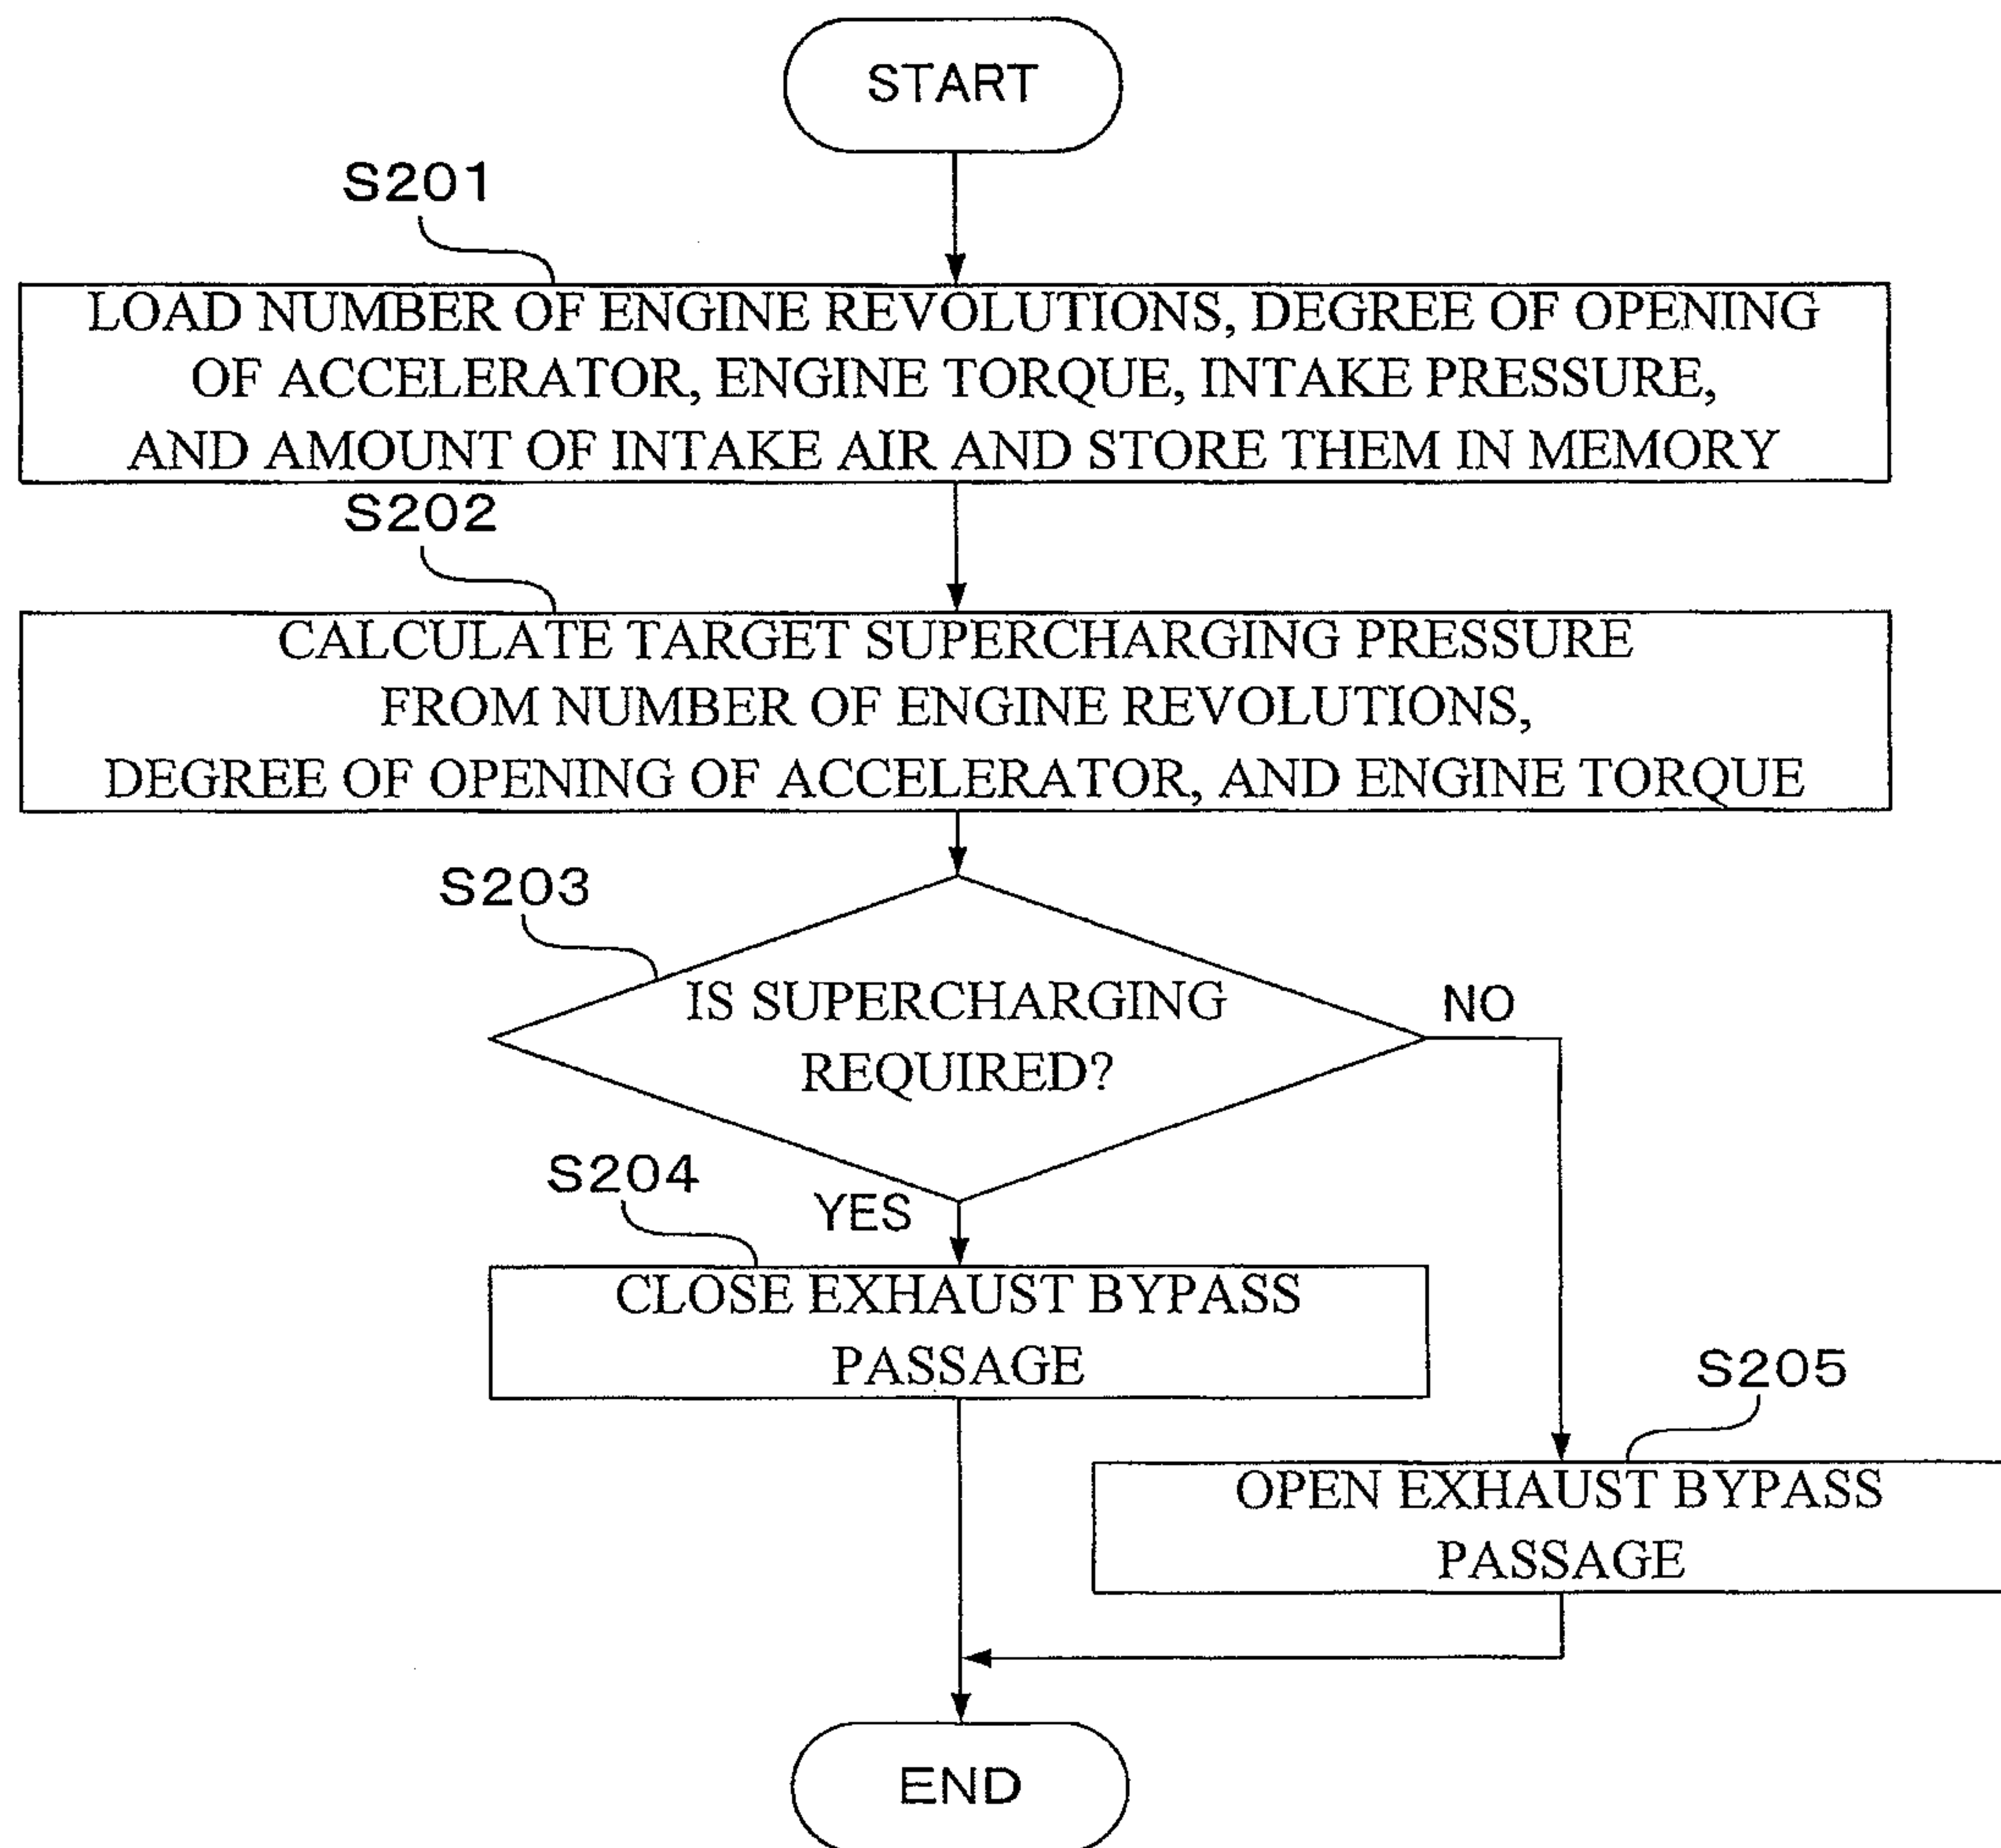 START
S201
LOAD NUMBER OF ENGINE REVOLUTIONS, DEGREE OF OPENING
OF ACCELERATOR, ENGINE TORQUE, INTAKE PRESSURE,
AND AMOUNT OF INTAKE AIR AND STORE THEM IN MEMORY
S202
CALCULATE TARGET SUPERCHARGING PRESSURE
FROM NUMBER OF ENGINE REVOLUTIONS,
DEGREE OF OPENING OF ACCELERATOR, AND ENGINE TORQUE
S203
IS SUPERCHARGING
REQUIRED?
NO
YES
S204
CLOSE EXHAUST BYPASS
PASSAGE
S205
OPEN EXHAUST BYPASS
PASSAGE
END